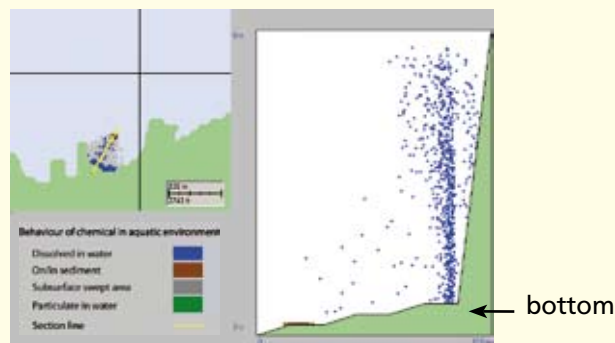 Behaviour of chemical in aquatic environment
Dissolved in water
On/in sediment
Subsurface swept area
Particulate in water
Section line
bottom